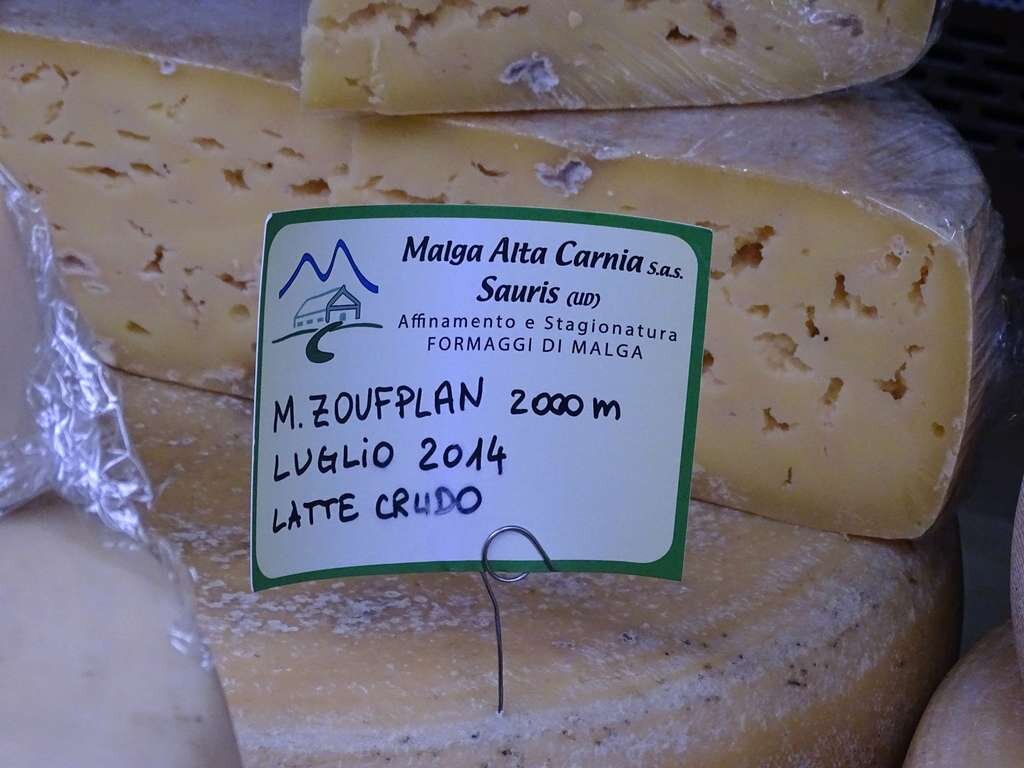 Malga Alta Carnia s.a.s.
Sauris (UD)
Affinamento e Stagionatura
FORMAGGI DI MALGA
M. ZOUFPLAN 2000 m
LUGLIO 2014
LATTE CRUDO